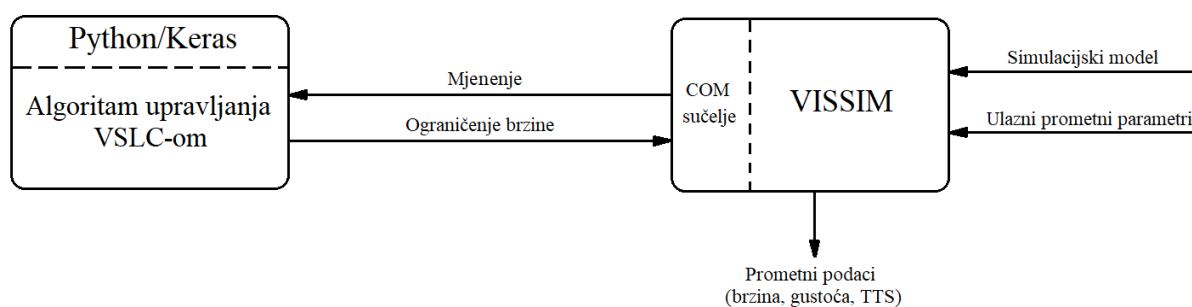 Python/Keras
Algoritam upravljanja
VSLC-om
Mjenenje
Ograničenje brzine
COM
sučelje
VISSIM
Simulacijski model
Ulazni prometni parametri
Prometni podaci
(brzina, gustoća, TTS)